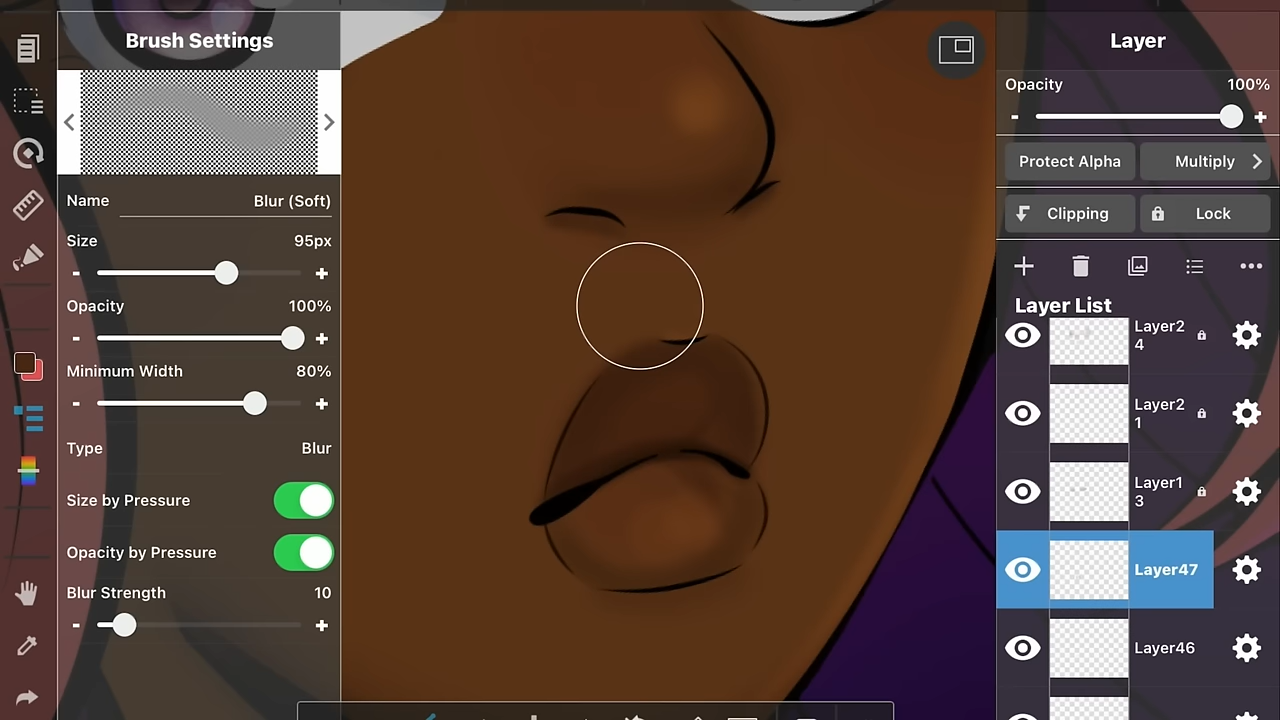 Brush Settings
Name Blur (Soft)
Size 95px
- +
Opacity 100%
- +
Minimum Width 80%
- +
Type Blur
Size by Pressure
Opacity by Pressure
Blur Strength 10
- +
Layer
Opacity 100%
- +
Protect Alpha Multiply
Clipping Lock
Layer List
Layer2
4
Layer2
1
Layer1
3
Layer47
Layer46